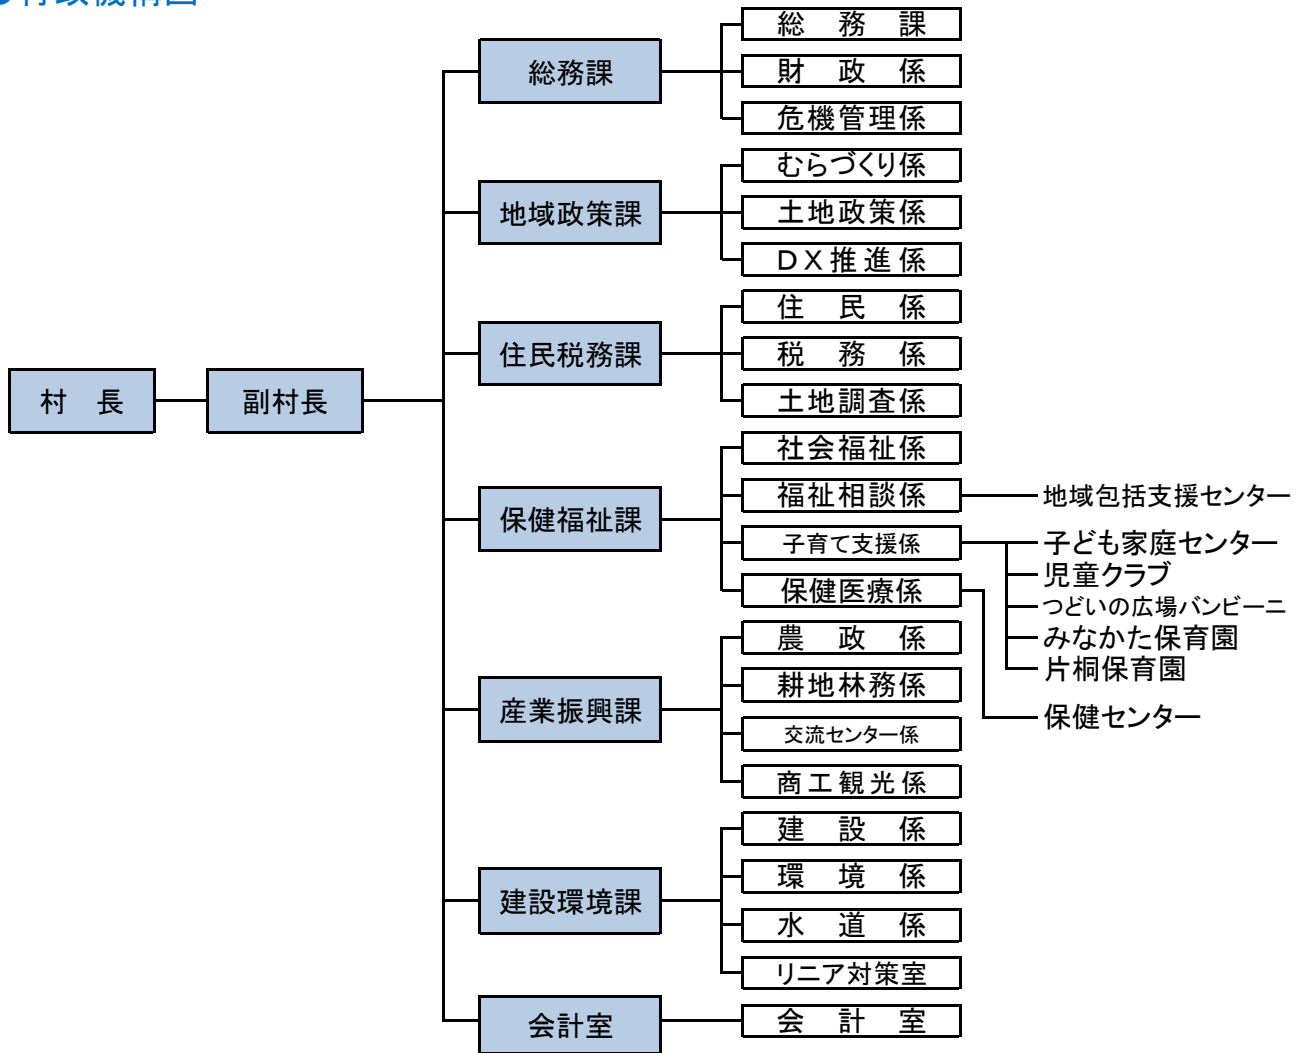 行政機構図
総務課
総務課
財政係
危機管理係
地域政策課
むらづくり係
土地政策係
DX推進係
住民税務課
住民係
税務係
土地調査係
村長
副村長
保健福祉課
社会福祉係
福祉相談係
地域包括支援センター
子育て支援係
子ども家庭センター
児童クラブ
つどいの広場バンビーニ
みなかた保育園
片桐保育園
保健医療係
保健センター
産業振興課
農政係
耕地林務係
交流センター係
商工観光係
建設環境課
建設係
環境係
水道係
リニア対策室
会計室
会計室